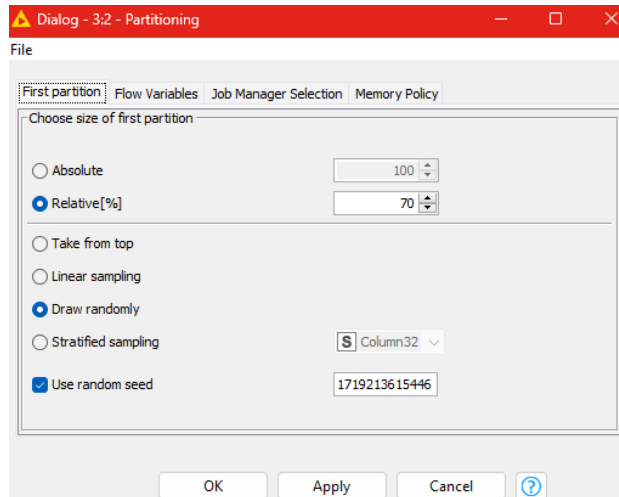 Dialog - 3:2 - Partitioning
File
First partition Flow Variables Job Manager Selection Memory Policy
Choose size of first partition
Absolute 100
Relative[%] 70
Take from top
Linear sampling
Draw randomly
Stratified sampling S Column32
Use random seed 1719213615446
OK Apply Cancel ?